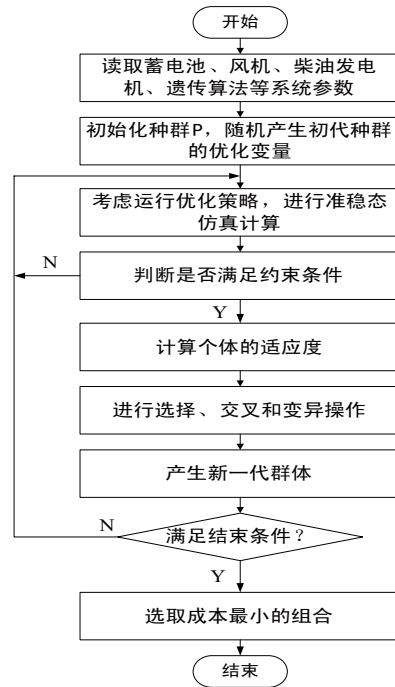 开始
读取蓄电池、风机、柴油发电
机、遗传算法等系统参数
初始化种群P，随机产生初代种群
的优化变量
考虑运行优化策略，进行准稳态
仿真计算
N
判断是否满足约束条件
Y
计算个体的适应度
进行选择、交叉和变异操作
产生新一代群体
N
满足结束条件？
Y
选取成本最小的组合
结束